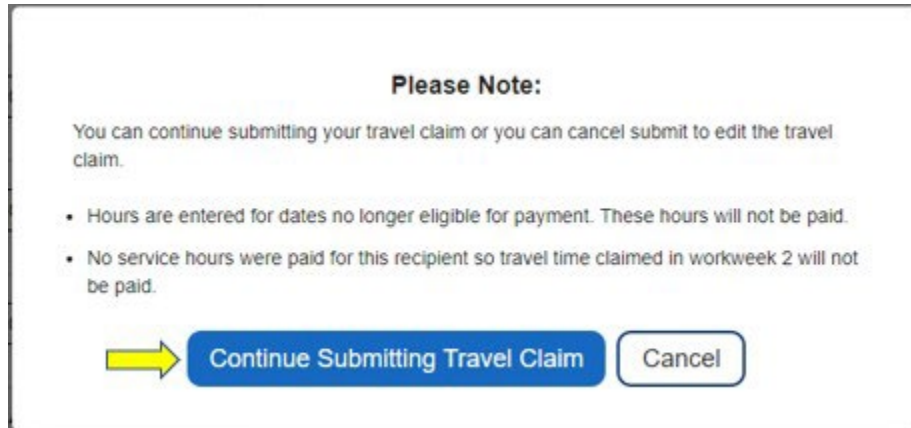 Please Note:
You can continue submitting your travel claim or you can cancel submit to edit the travel
claim.
• Hours are entered for dates no longer eligible for payment. These hours will not be paid.
• No service hours were paid for this recipient so travel time claimed in workweek 2 will not
be paid.
Continue Submitting Travel Claim
Cancel